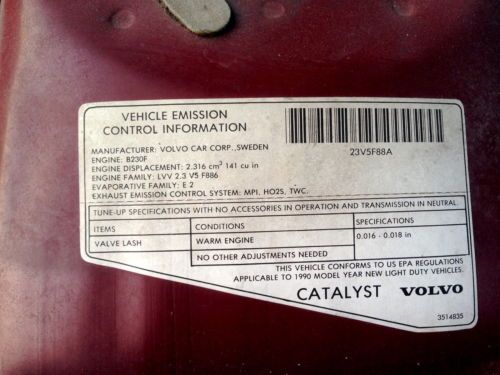 VEHICLE EMISSION
CONTROL INFORMATION
23V5F88A
MANUFACTURER: VOLVO CAR CORP., SWEDEN
ENGINE: B230F
ENGINE DISPLACEMENT: 2.316 cm³ 141 cu in
ENGINE FAMILY: LVV 2.3 V5 F886
EVAPORATIVE FAMILY: E 2
EXHAUST EMISSION CONTROL SYSTEM: MPI, HO2S, TWC.
TUNE-UP SPECIFICATIONS WITH NO ACCESSORIES IN OPERATION AND TRANSMISSION IN NEUTRAL.
ITEMS CONDITIONS SPECIFICATIONS
VALVE LASH WARM ENGINE 0.016 - 0.018 in
NO OTHER ADJUSTMENTS NEEDED
THIS VEHICLE CONFORMS TO US EPA REGULATIONS
APPLICABLE TO 1990 MODEL YEAR NEW LIGHT DUTY VEHICLES.
CATALYST VOLVO
3514835